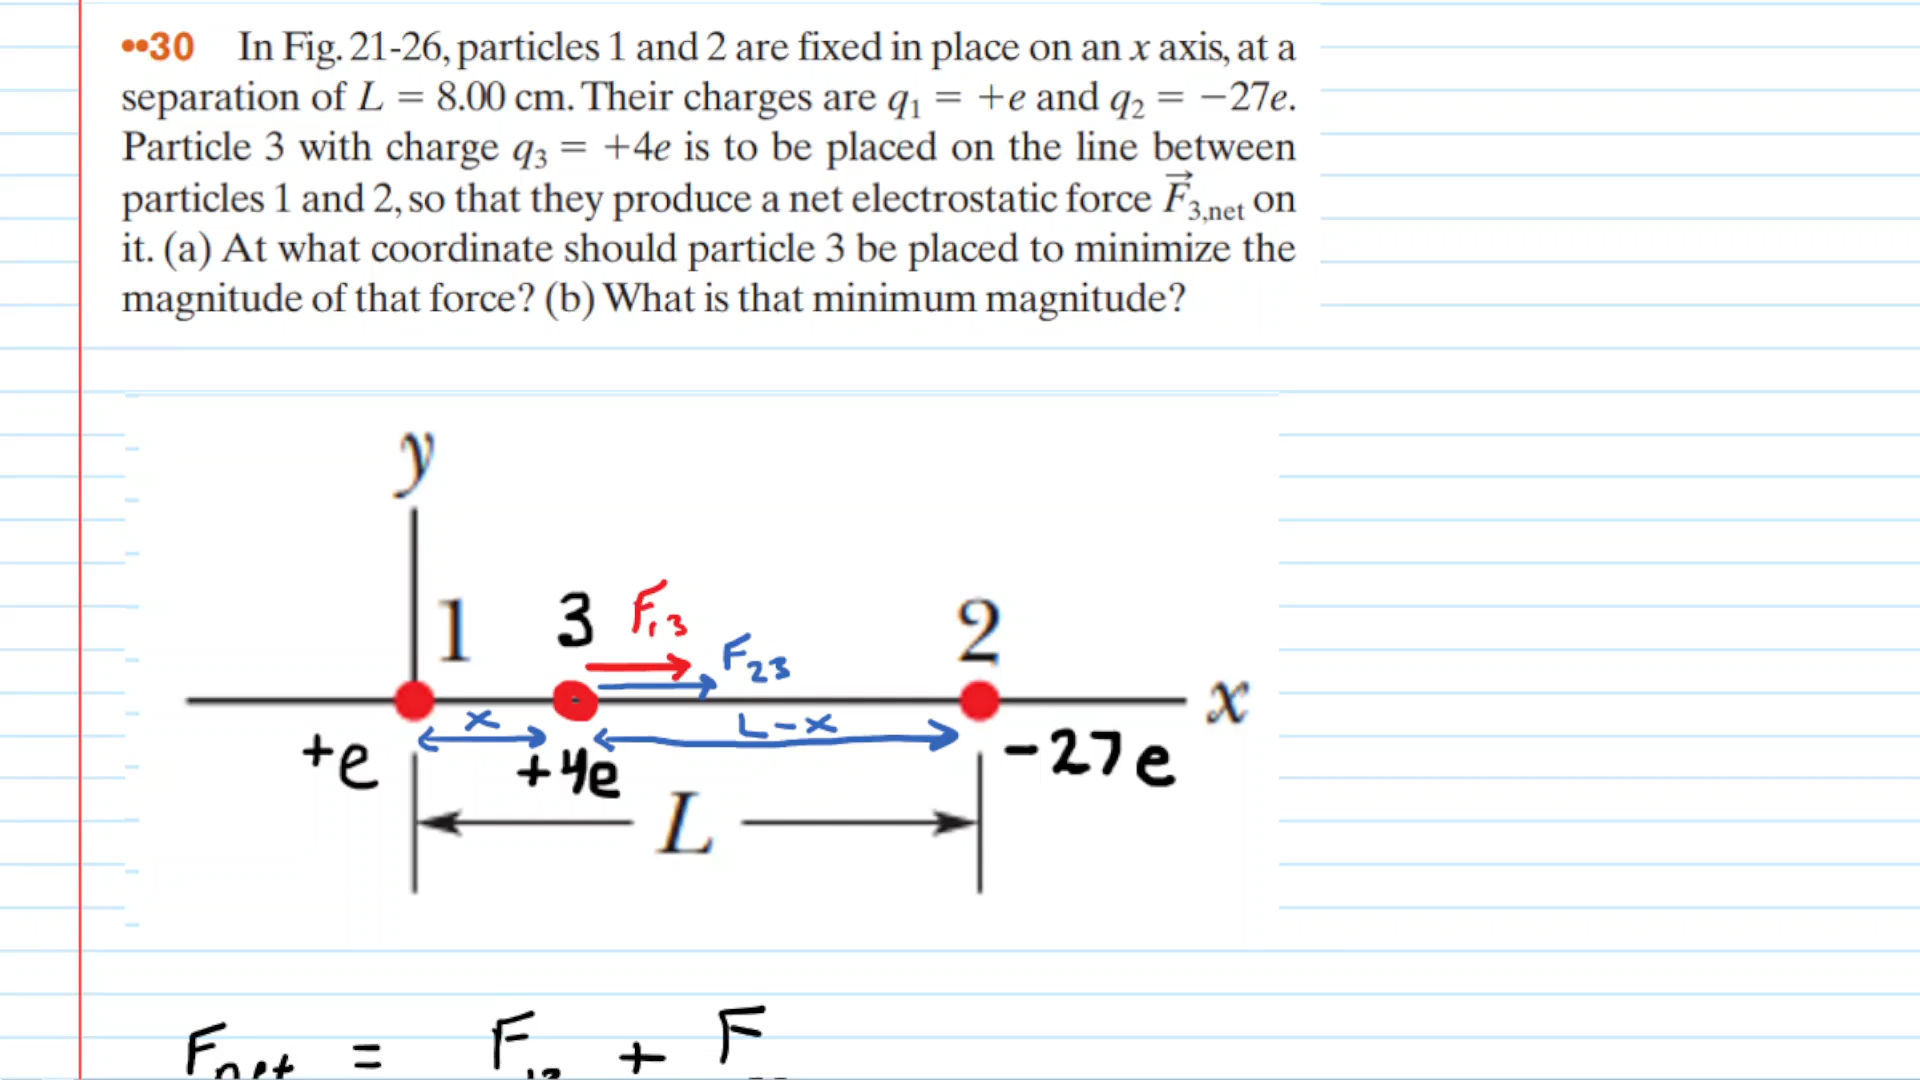 ••30 In Fig. 21-26, particles 1 and 2 are fixed in place on an x axis, at a
separation of L = 8.00 cm. Their charges are q₁ = +e and q₂ = −27e.
Particle 3 with charge q₃ = +4e is to be placed on the line between
particles 1 and 2, so that they produce a net electrostatic force F⃗₃,net on
it. (a) At what coordinate should particle 3 be placed to minimize the
magnitude of that force? (b) What is that minimum magnitude?
y
1 3 F₁₃ 2
F₂₃
x
x L-x
+e +4e -27e
L
Fnet = F₁₃ + F